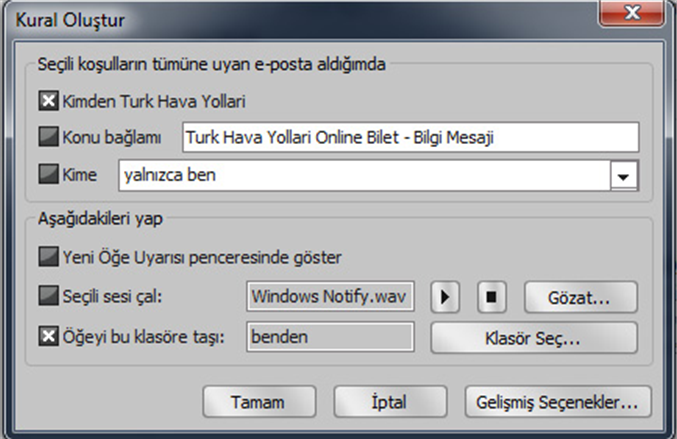 Kural Oluştur
Seçili koşulların tümüne uyan e-posta aldığımda
Kimden Turk Hava Yollari
Konu bağlamı Turk Hava Yollari Online Bilet - Bilgi Mesaji
Kime yalnızca ben
Aşağıdakileri yap
Yeni Öğe Uyarısı penceresinde göster
Seçili sesi çal: Windows Notify.wav Gözat...
Öğeyi bu klasöre taşı: benden Klasör Seç...
Tamam İptal Gelişmiş Seçenekler...